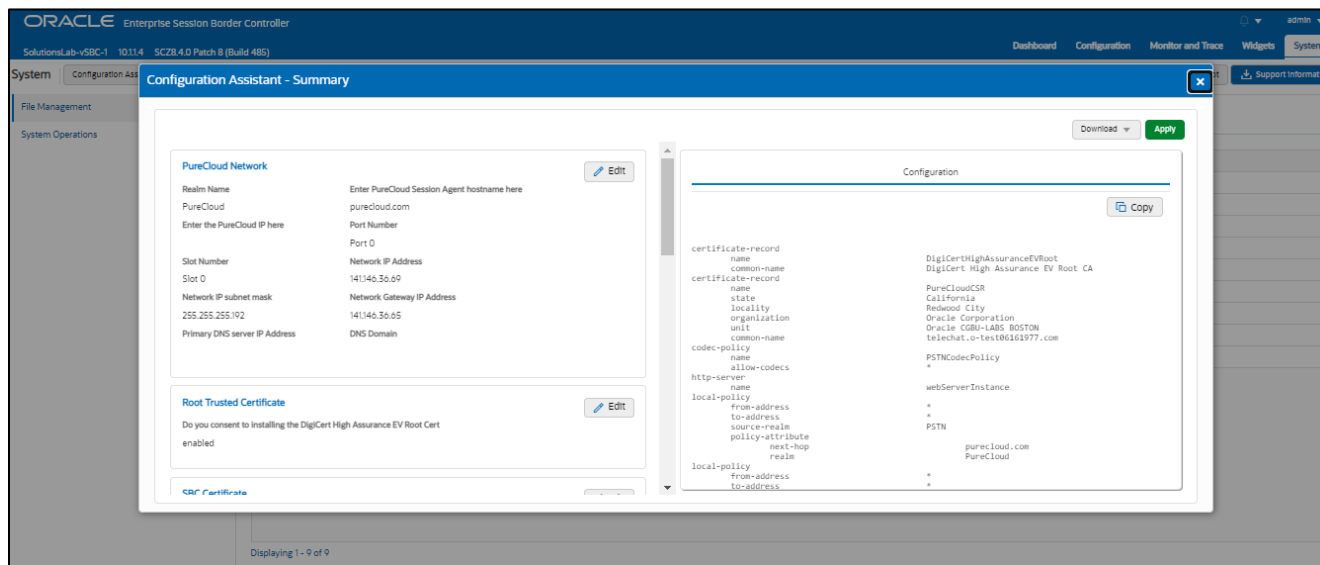 ORACLE Enterprise Session Border Controller
admin
SolutionsLab-vSBC-1 10.1.1.4 SCZ8.4.0 Patch 8 (Build 485)
Dashboard Configuration Monitor and Trace Widgets System
System Configuration Ass
Configuration Assistant - Summary
Support Informat
File Management
System Operations
Download Apply
PureCloud Network
Edit
Realm Name Enter PureCloud Session Agent hostname here
PureCloud purecloud.com
Enter the PureCloud IP here Port Number
Port 0
Slot Number Network IP Address
Slot 0 141.146.36.69
Network IP subnet mask Network Gateway IP Address
255.255.255.192 141.146.36.65
Primary DNS server IP Address DNS Domain
Root Trusted Certificate
Edit
Do you consent to installing the DigiCert High Assurance EV Root Cert
enabled
SBC Certificate
Configuration
Copy
certificate-record
name DigiCertHighAssuranceEVRoot
common-name DigiCert High Assurance EV Root CA
certificate-record
name PureCloudCSR
state California
locality Redwood City
organization Oracle Corporation
unit Oracle CGBU-LABS BOSTON
common-name telechat.o-test06161977.com
codec-policy
name PSTNCodecPolicy
allow-codecs *
http-server
name webServerInstance
local-policy
from-address *
to-address *
source-realm PSTN
policy-attribute
next-hop purecloud.com
realm PureCloud
local-policy
from-address *
to-address *
Displaying 1 - 9 of 9